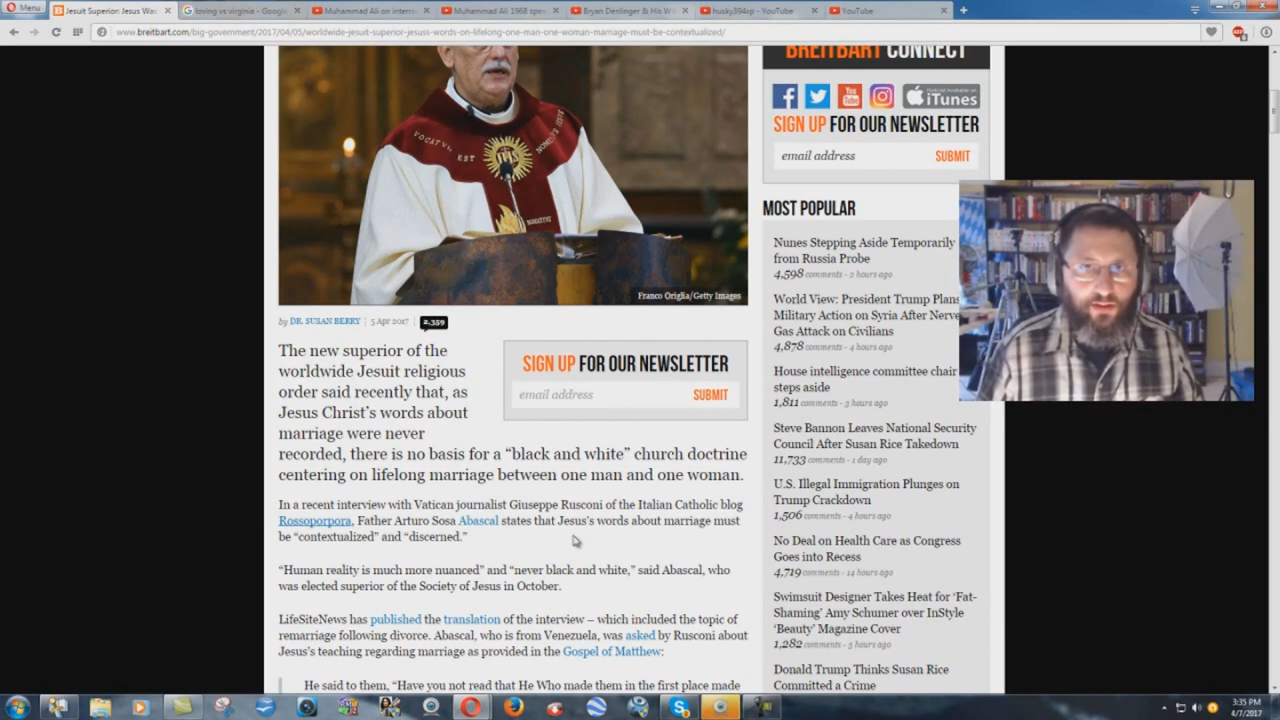 Menu
Jesuit Superior: Jesus Was
loving vs virginia - Google
Muhammad Ali on
Muhammad Ali 1968
Bryan Denlinger & His
husky394xp - YouTube
YouTube
www.breitbart.com/big-government/2017/04/05/worldwide-jesuit-superior-jesuss-words-on-lifelong-one-man-one-woman-marriage-must-be-contextualized/
VOCATV EST NOMEN
IHS
Franco Origlia/Getty Images
by DR. SUSAN BERRY | 5 Apr 2017 | 2,359
The new superior of the
worldwide Jesuit religious
order said recently that, as
Jesus Christ's words about
marriage were never
recorded, there is no basis for a “black and white” church doctrine
centering on lifelong marriage between one man and one woman.
SIGN UP FOR OUR NEWSLETTER
email address SUBMIT
In a recent interview with Vatican journalist Giuseppe Rusconi of the Italian Catholic blog
Rossoporpora, Father Arturo Sosa Abascal states that Jesus's words about marriage must
be “contextualized” and “discerned.”
“Human reality is much more nuanced” and “never black and white,” said Abascal, who
was elected superior of the Society of Jesus in October.
LifeSiteNews has published the translation of the interview – which included the topic of
remarriage following divorce. Abascal, who is from Venezuela, was asked by Rusconi about
Jesus's teaching regarding marriage as provided in the Gospel of Matthew:
He said to them, “Have you not read that He Who made them in the first place made
BREITBART CONNECT
You Tube
iTunes
SIGN UP FOR OUR NEWSLETTER
email address SUBMIT
MOST POPULAR
Nunes Stepping Aside Temporarily
from Russia Probe
4,598 comments - 2 hours ago
World View: President Trump Plans
Military Action on Syria After Nerve
Gas Attack on Civilians
4,878 comments - 4 hours ago
House intelligence committee chair
steps aside
1,811 comments - 3 hours ago
Steve Bannon Leaves National Security
Council After Susan Rice Takedown
11,733 comments - 1 day ago
U.S. Illegal Immigration Plunges on
Trump Crackdown
1,506 comments - 4 hours ago
No Deal on Health Care as Congress
Goes into Recess
4,719 comments - 14 hours ago
Swimsuit Designer Takes Heat for ‘Fat-
Shaming’ Amy Schumer over InStyle
‘Beauty’ Magazine Cover
1,282 comments - 3 hours ago
Donald Trump Thinks Susan Rice
Committed a Crime
3:35 PM
4/7/2017